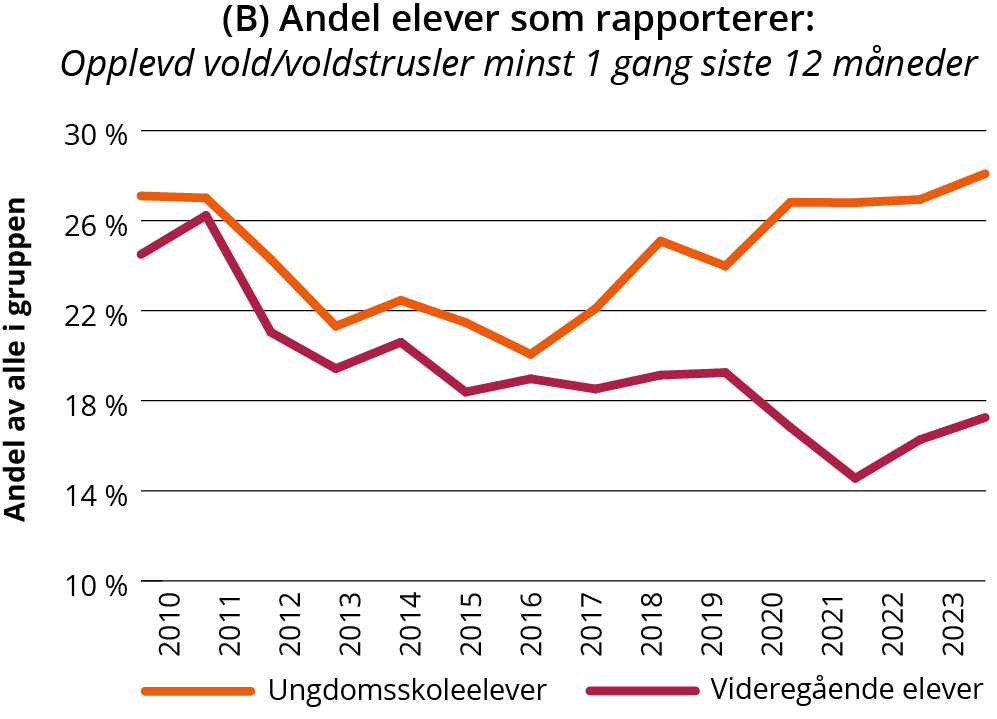 (B) Andel elever som rapporterer:
Opplevd vold/voldstrusler minst 1 gang siste 12 måneder
Andel av alle i gruppen
30 %
26 %
22 %
18 %
14 %
10 %
2010 2011 2012 2013 2014 2015 2016 2017 2018 2019 2020 2021 2022 2023
Ungdomsskoleelever Videregående elever